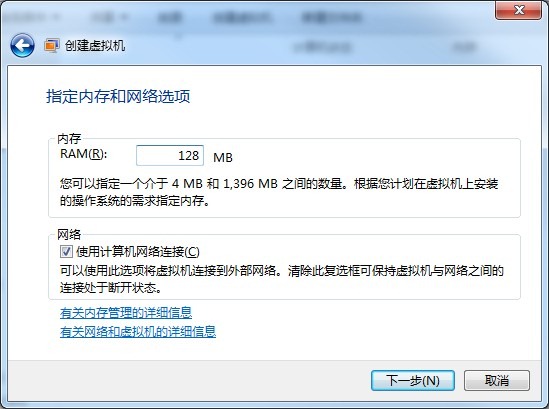 创建虚拟机
指定内存和网络选项
内存
RAM(R): 128 MB
您可以指定一个介于 4 MB 和 1,396 MB 之间的数量。根据您计划在虚拟机上安装
的操作系统的需求指定内存。
网络
使用计算机网络连接(C)
可以使用此选项将虚拟机连接到外部网络。清除此复选框可保持虚拟机与网络之间的
连接处于断开状态。
有关内存管理的详细信息
有关网络和虚拟机的详细信息
下一步(N) 取消